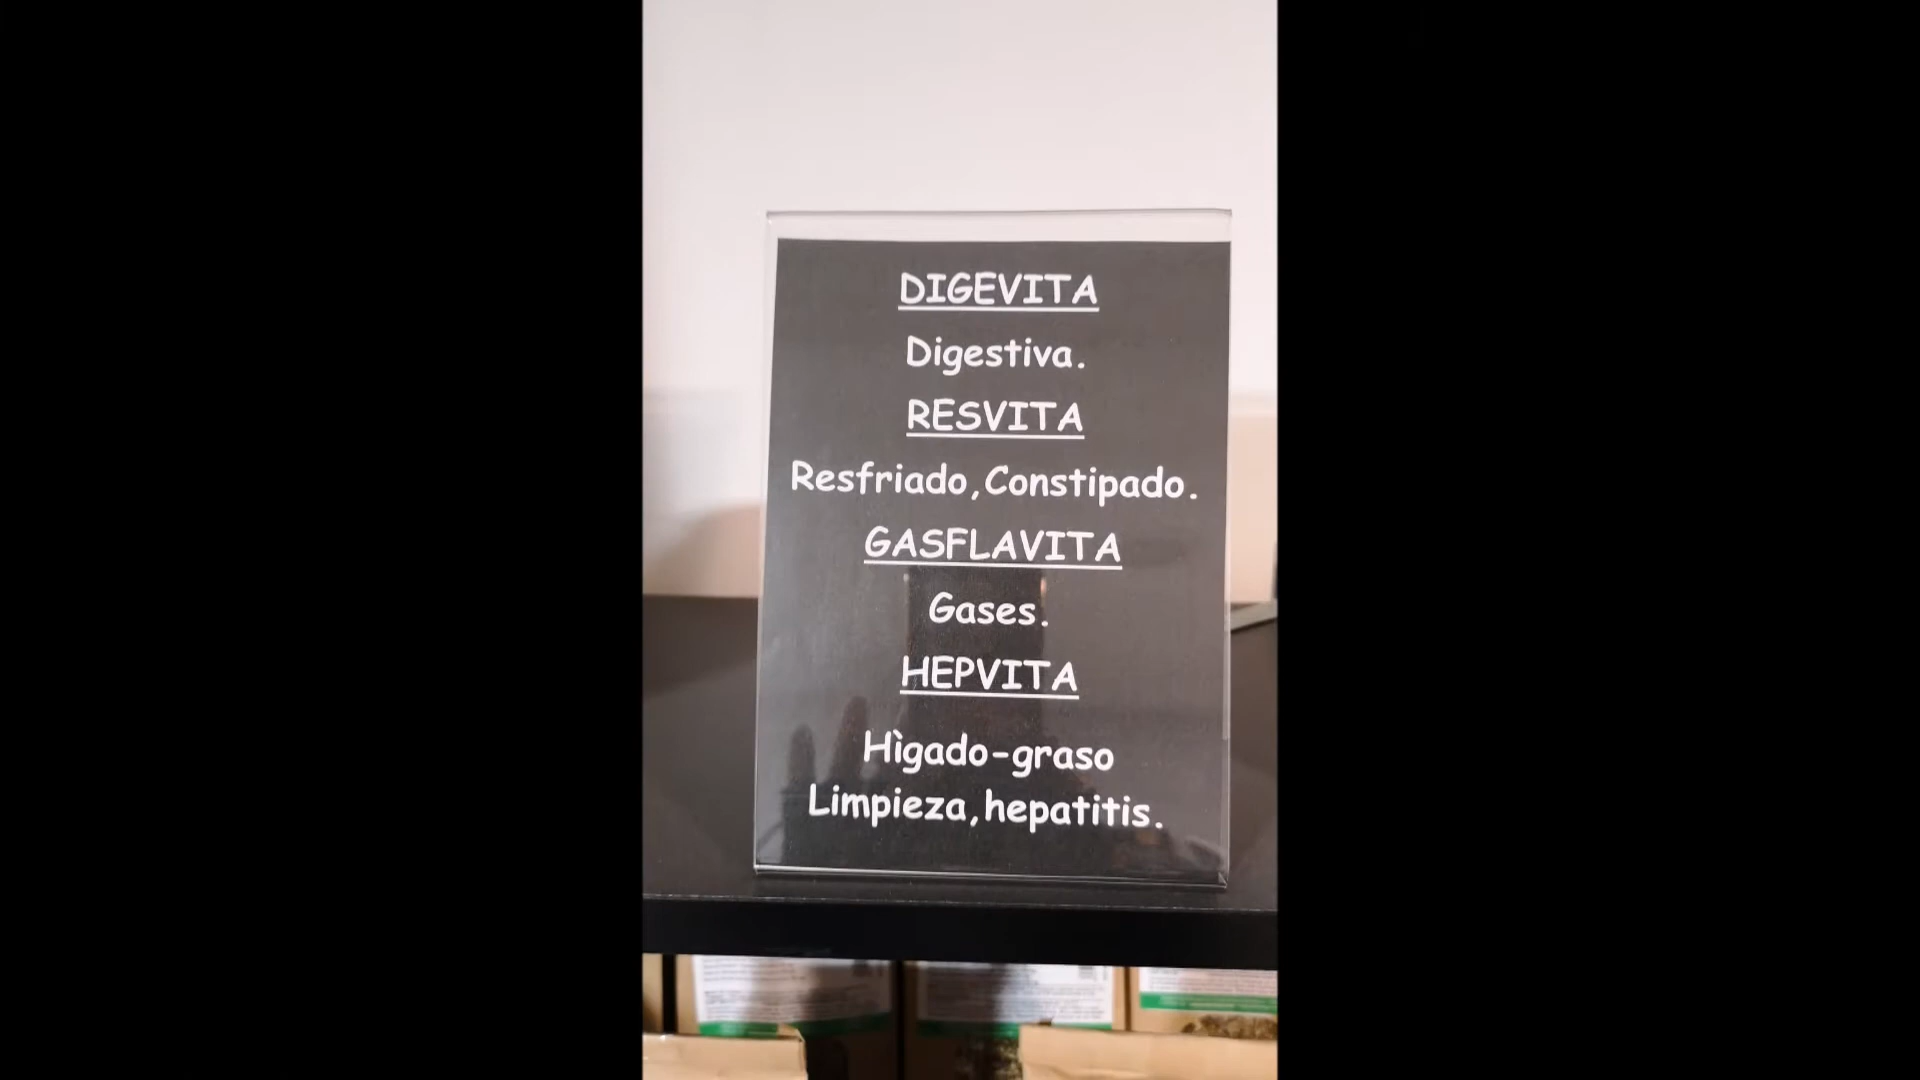 DIGEVITA
Digestiva.
RESVITA
Resfriado,Constipado.
GASFLAVITA
Gases.
HEPVITA
Hìgado-graso
Limpieza,hepatitis.